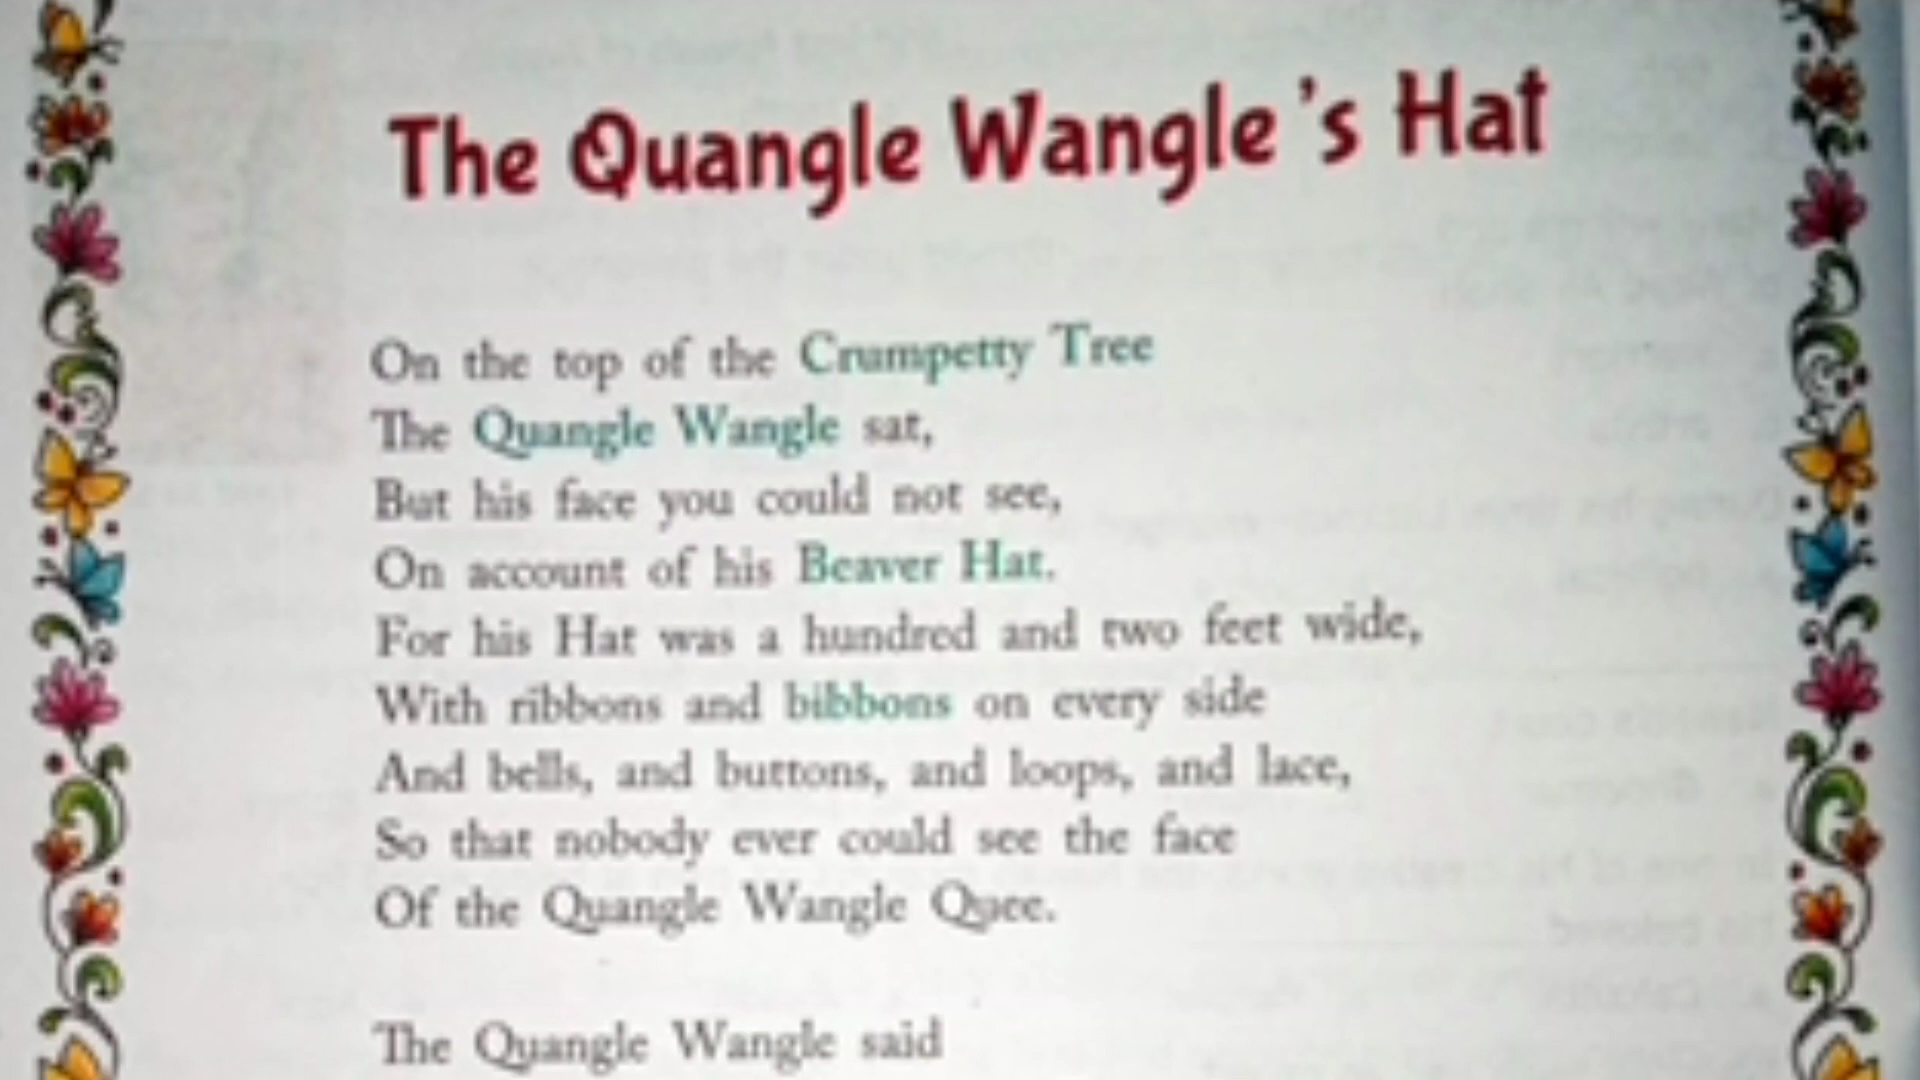 The Quangle Wangle's Hat
On the top of the Crumpetty Tree
The Quangle Wangle sat,
But his face you could not see,
On account of his Beaver Hat.
For his Hat was a hundred and two feet wide,
With ribbons and bibbons on every side
And bells, and buttons, and loops, and lace,
So that nobody ever could see the face
Of the Quangle Wangle Quee.
The Quangle Wangle said